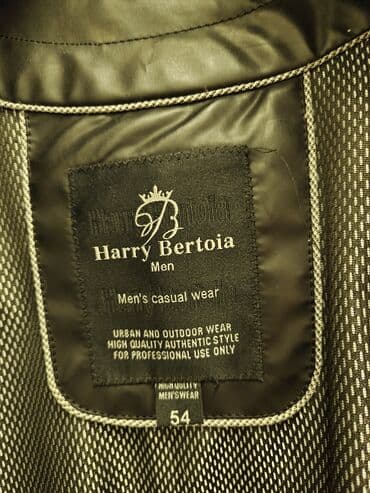 B
Harry Bertoia
Men
Men's casual wear
URBAN AND OUTDOOR WEAR
HIGH QUALITY AUTHENTIC STYLE
FOR PROFESSIONAL USE ONLY
HIGH QUALITY
MEN'S WEAR
54